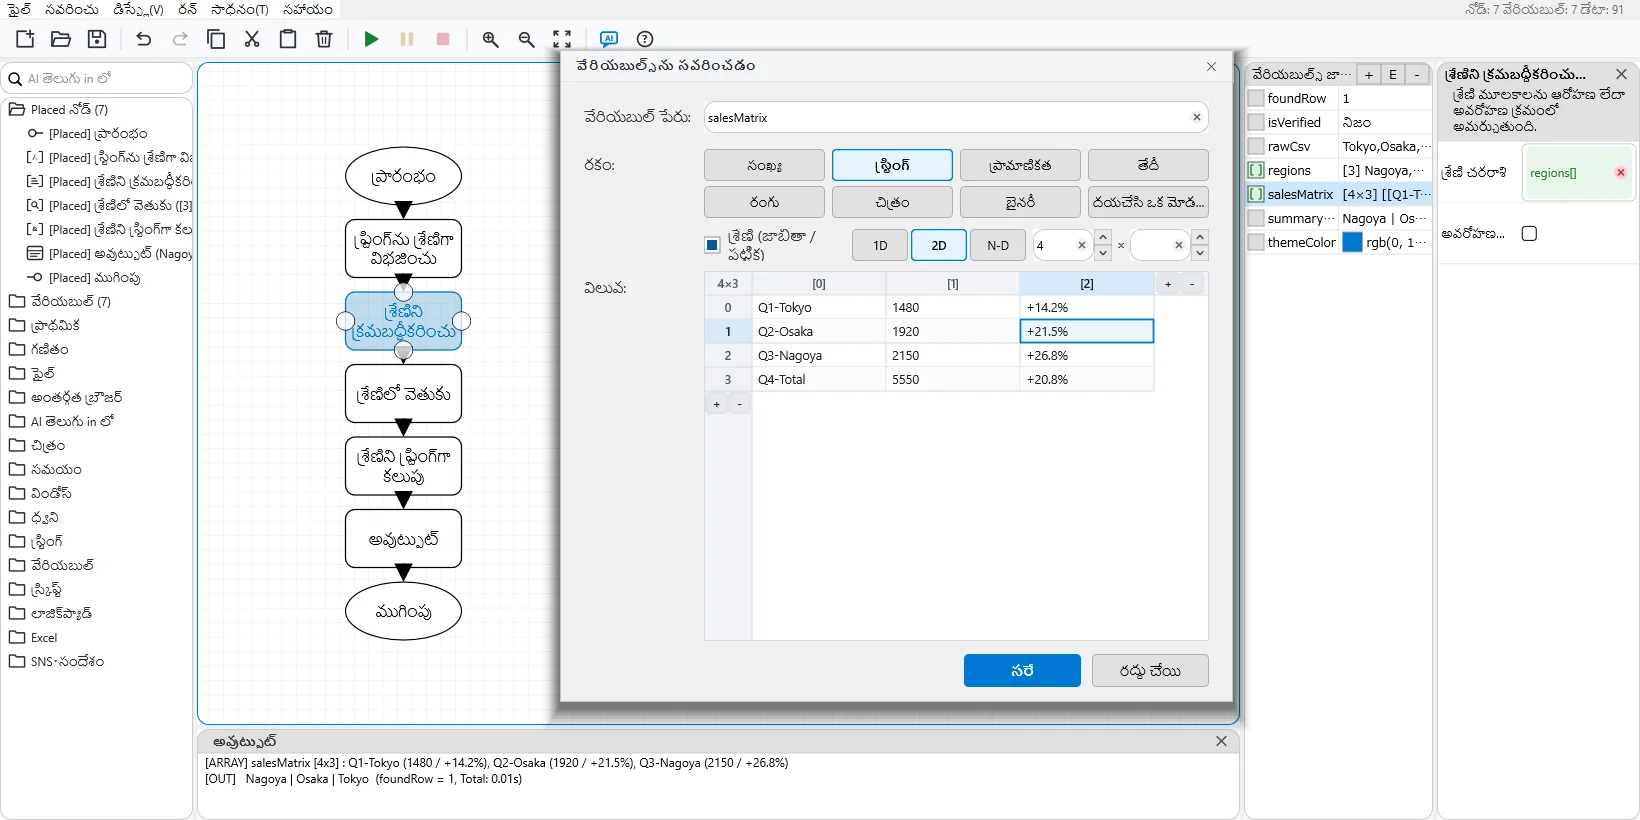 ఫైల్ సవరించు డిస్ప్లే(V) రన్ సాధనం(T) సహాయం
నోడ్: 7 వేరియబుల్: 7 డేటా: 91
AI తెలుగు in లో
Placed నోడ్ (7)
[Placed] ప్రారంభం
[Placed] స్ట్రింగ్‌ను శ్రేణిగా విభ
[Placed] శ్రేణిని క్రమబద్ధీకరిం
[Placed] శ్రేణిలో వెతుకు ([3]
[Placed] శ్రేణిని స్ట్రింగ్‌గా కల
[Placed] అవుట్పుట్ (Nagoy
[Placed] ముగింపు
వేరియబుల్ (7)
ప్రాథమిక
గణితం
ఫైల్
అంతర్గత బ్రౌజర్
AI తెలుగు in లో
చిత్రం
సమయం
విండోస్
ధ్వని
స్ట్రింగ్
వేరియబుల్
స్క్రిప్ట్
లాజిక్‌ప్యాడ్
Excel
SNS·సందేశం
ప్రారంభం
స్ట్రింగ్‌ను శ్రేణిగా
విభజించు
శ్రేణిని
క్రమబద్ధీకరించు
శ్రేణిలో వెతుకు
శ్రేణిని స్ట్రింగ్‌గా
కలుపు
అవుట్పుట్
ముగింపు
వేరియబుల్స్‌ను సవరించడం
వేరియబుల్ పేరు: salesMatrix
రకం: సంఖ్య స్ట్రింగ్ ప్రామాణికత తేదీ
రంగు చిత్రం బైనరీ దయచేసి ఒక మోడ...
శ్రేణి (జాబితా /
పట్టిక)
1D 2D N-D 4 ×
విలువ:
4×3 [0] [1] [2] + -
0 Q1-Tokyo 1480 +14.2%
1 Q2-Osaka 1920 +21.5%
2 Q3-Nagoya 2150 +26.8%
3 Q4-Total 5550 +20.8%
+ -
సరే రద్దు చేయి
అవుట్పుట్
[ARRAY] salesMatrix [4x3] : Q1-Tokyo (1480 / +14.2%), Q2-Osaka (1920 / +21.5%), Q3-Nagoya (2150 / +26.8%)
[OUT] Nagoya | Osaka | Tokyo (foundRow = 1, Total: 0.01s)
వేరియబుల్స్ జా··· + E -
foundRow 1
isVerified నిజం
rawCsv Tokyo,Osaka,···
regions [3] Nagoya,···
salesMatrix [4×3] [[Q1-T···
summary··· Nagoya | Os···
themeColor rgb(0, 1···
శ్రేణిని క్రమబద్ధీకరించు...
శ్రేణి మూలకాలను ఆరోహణ లేదా
అవరోహణ క్రమంలో
అమర్చుతుంది.
శ్రేణి చరరాశి regions[]
అవరోహణ...